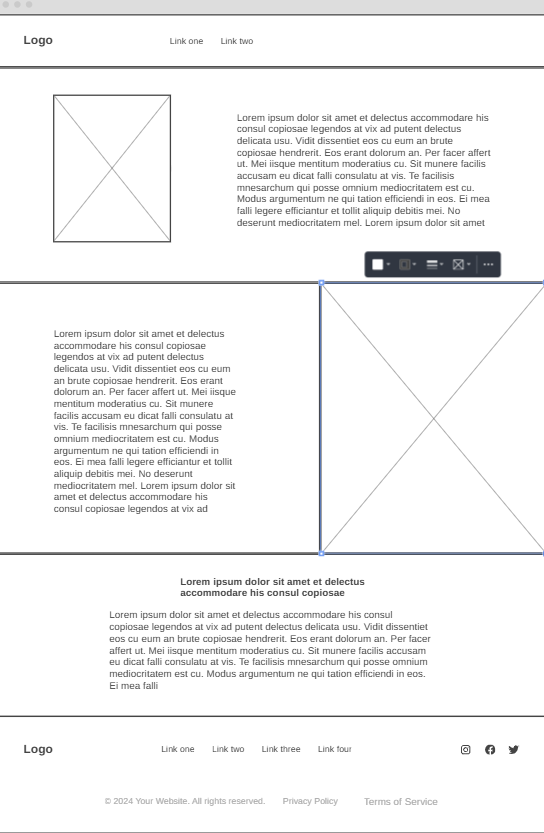 Logo
Link one Link two
Lorem ipsum dolor sit amet et delectus accommodare his
consul copiosae legendos at vix ad putent delectus
delicata usu. Vidit dissentiet eos cu eum an brute
copiosae hendrerit. Eos erant dolorum an. Per facer affert
ut. Mei iisque mentitum moderatius cu. Sit munere facilis
accusam eu dicat falli consulatu at vis. Te facilisis
mnesarchum qui posse omnium mediocritatem est cu.
Modus argumentum ne qui tation efficiendi in eos. Ei mea
falli legere efficiantur et tollit aliquip debitis mei. No
deserunt mediocritatem mel. Lorem ipsum dolor sit amet
Lorem ipsum dolor sit amet et delectus
accommodare his consul copiosae
legendos at vix ad putent delectus
delicata usu. Vidit dissentiet eos cu eum
an brute copiosae hendrerit. Eos erant
dolorum an. Per facer affert ut. Mei iisque
mentitum moderatius cu. Sit munere
facilis accusam eu dicat falli consulatu at
vis. Te facilisis mnesarchum qui posse
omnium mediocritatem est cu. Modus
argumentum ne qui tation efficiendi in
eos. Ei mea falli legere efficiantur et tollit
aliquip debitis mei. No deserunt
mediocritatem mel. Lorem ipsum dolor sit
amet et delectus accommodare his
consul copiosae legendos at vix ad
Lorem ipsum dolor sit amet et delectus
accommodare his consul copiosae
Lorem ipsum dolor sit amet et delectus accommodare his consul
copiosae legendos at vix ad putent delectus delicata usu. Vidit dissentiet
eos cu eum an brute copiosae hendrerit. Eos erant dolorum an. Per facer
affert ut. Mei iisque mentitum moderatius cu. Sit munere facilis accusam
eu dicat falli consulatu at vis. Te facilisis mnesarchum qui posse omnium
mediocritatem est cu. Modus argumentum ne qui tation efficiendi in eos.
Ei mea falli
Logo
Link one Link two Link three Link four
© 2024 Your Website. All rights reserved. Privacy Policy Terms of Service